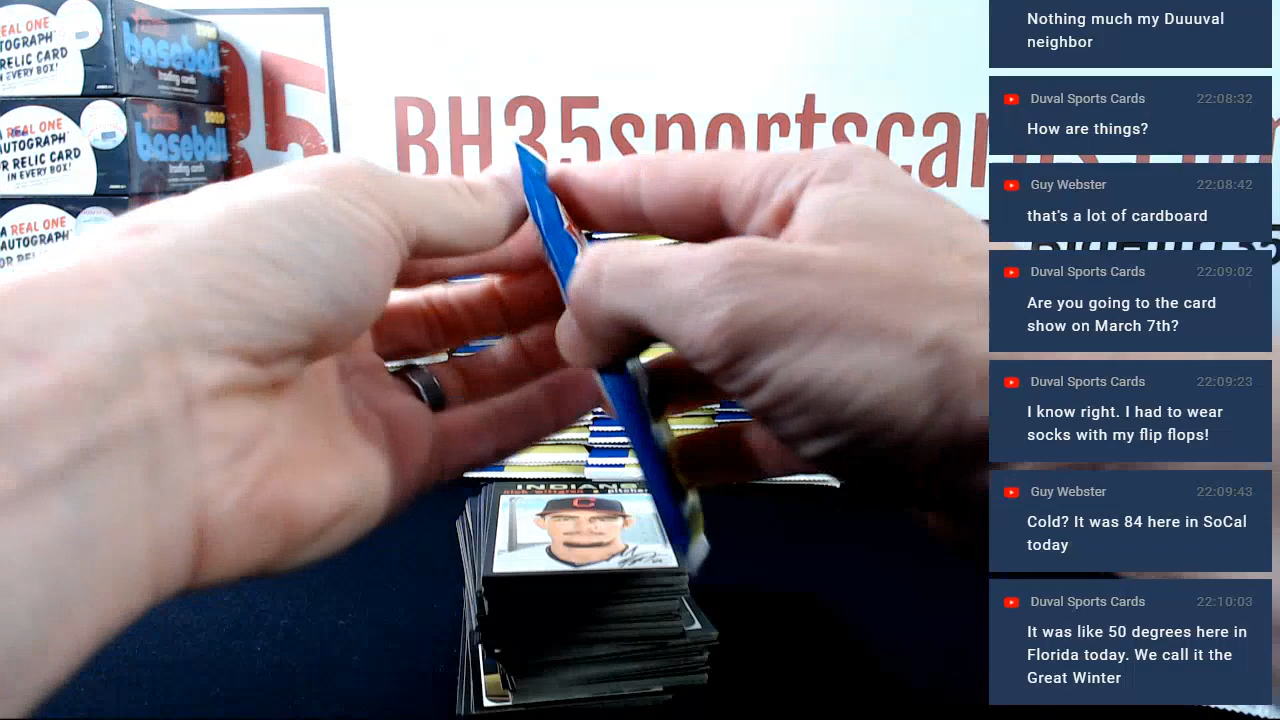 REAL ONE
TOGRAPH
RELIC CARD
N EVERY BOX!
baseball
trading cards
A REAL ONE
AUTOGRAPH
OR RELIC CARD
IN EVERY BOX!
2020
baseball
A REAL ONE
AUTOGRAPH
35
BH35sportscar
INDIANS
pitcher
C
Nothing much my Duuuval
neighbor
Duval Sports Cards 22:08:32
How are things?
Guy Webster 22:08:42
that's a lot of cardboard
Duval Sports Cards 22:09:02
Are you going to the card
show on March 7th?
Duval Sports Cards 22:09:23
I know right. I had to wear
socks with my flip flops!
Guy Webster 22:09:43
Cold? It was 84 here in SoCal
today
Duval Sports Cards 22:10:03
It was like 50 degrees here in
Florida today. We call it the
Great Winter